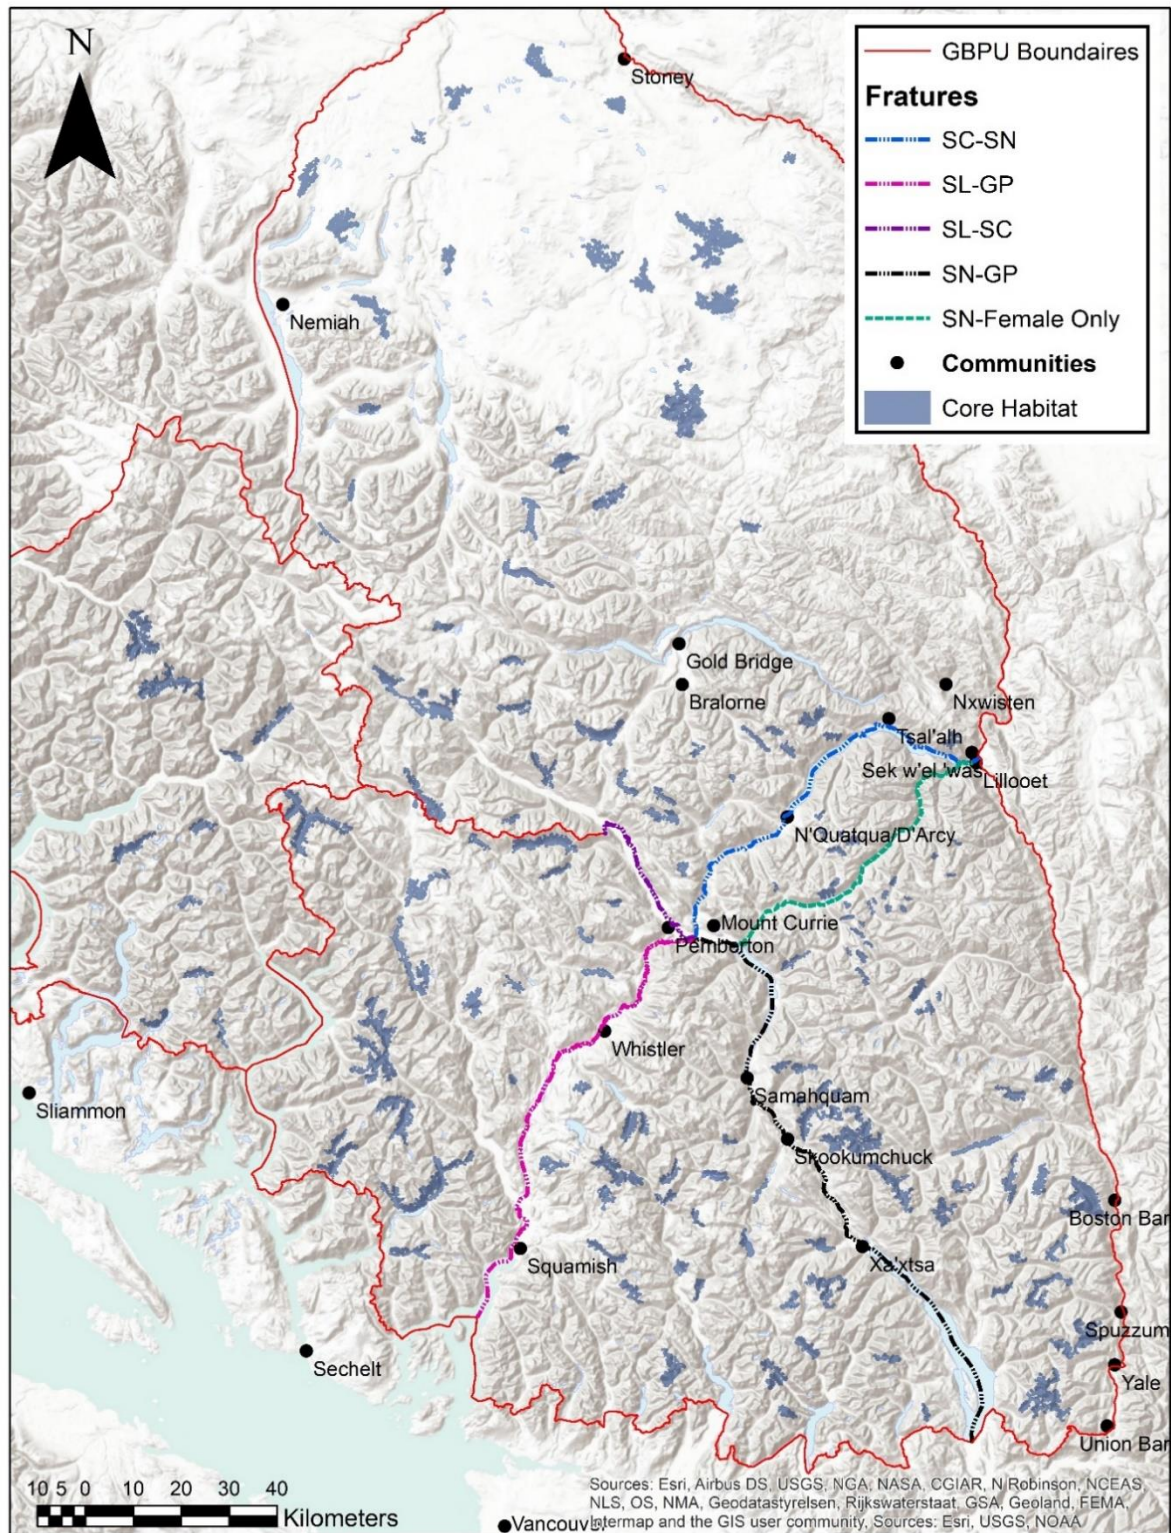 N
Stoney
GBPU Boundaires
Fratures
SC-SN
SL-GP
SL-SC
SN-GP
SN-Female Only
Communities
Core Habitat
Nemiah
Gold Bridge
Bralorne
Nxwisten
Tsal'alh
Sek w'el'was
Lillooet
N'Quatqua/D'Arcy
Mount Currie
Pemberton
Whistler
Samahquam
Sliammon
Skookumchuck
Boston Bar
Xa'xtsa
Squamish
Spuzzum
Sechelt
Yale
Union Bar
10 5 0 10 20 30 40
Kilometers
Vancouv
Sources: Esri, Airbus DS, USGS, NGA, NASA, CGIAR, N Robinson, NCEAS,
NLS, OS, NMA, Geodatastyrelsen, Rijkswaterstaat, GSA, Geoland, FEMA,
Intermap and the GIS user community, Sources: Esri, USGS, NOAA